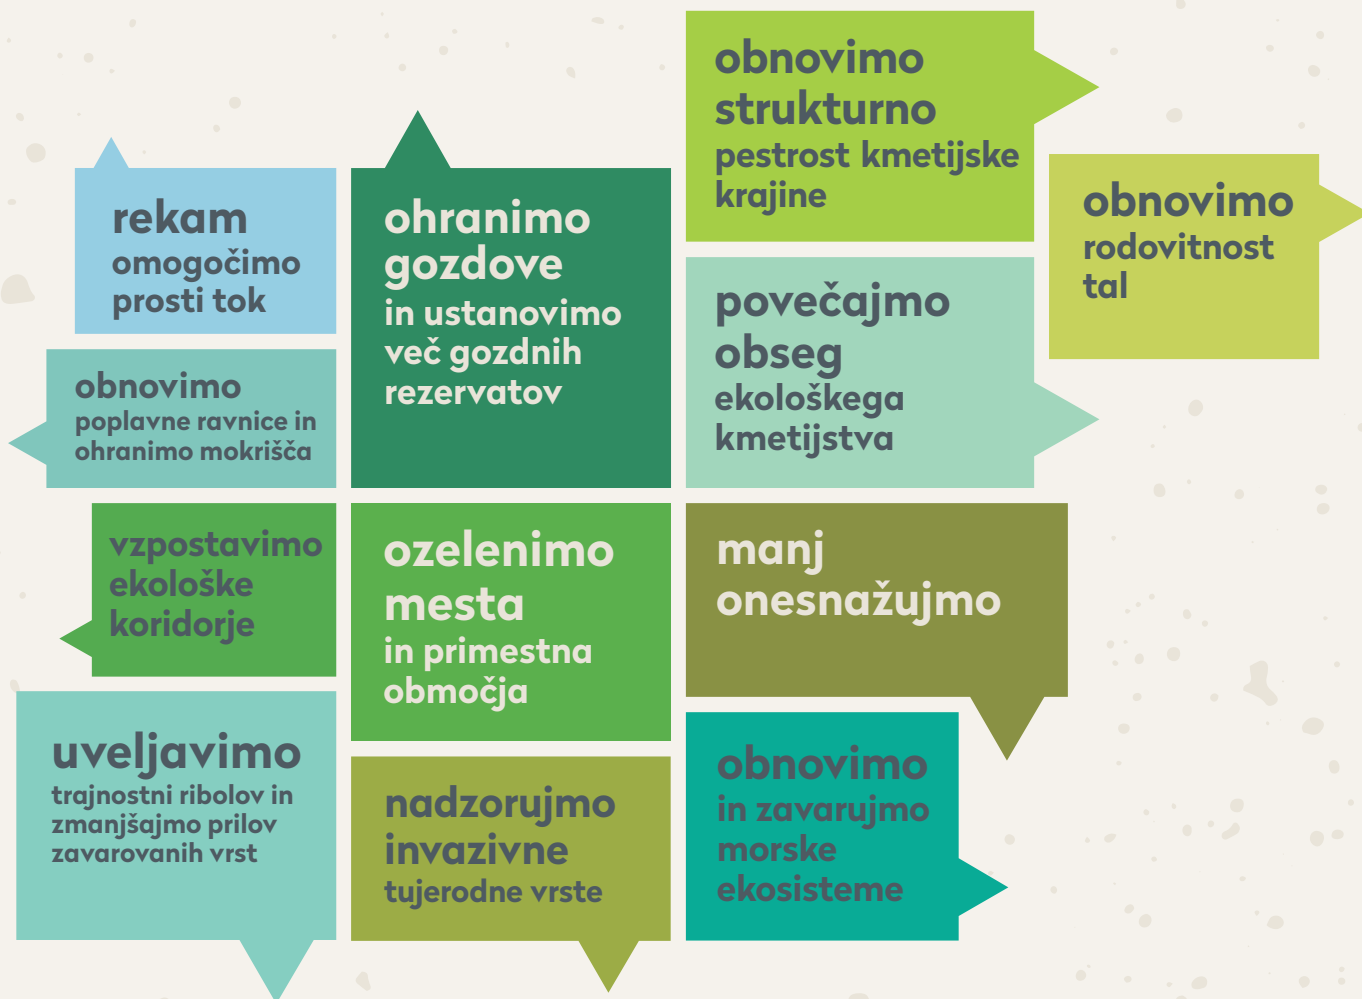 rekam
omogočimo
prosti tok
ohranimo
gozdove
in ustanovimo
več gozdnih
rezervatov
obnovimo
strukturno
pestrost kmetijske
krajine
obnovimo
rodovitnost
tal
obnovimo
poplavne ravnice in
ohranimo mokrišča
povečajmo
obseg
ekološkega
kmetijstva
vzpostavimo
ekološke
koridorje
ozelenimo
mesta
in primestna
območja
manj
onesnažujmo
uveljavimo
trajnostni ribolov in
zmanjšajmo prilov
zavarovanih vrst
nadzorujmo
invazivne
tujerodne vrste
obnovimo
in zavarujmo
morske
ekosisteme